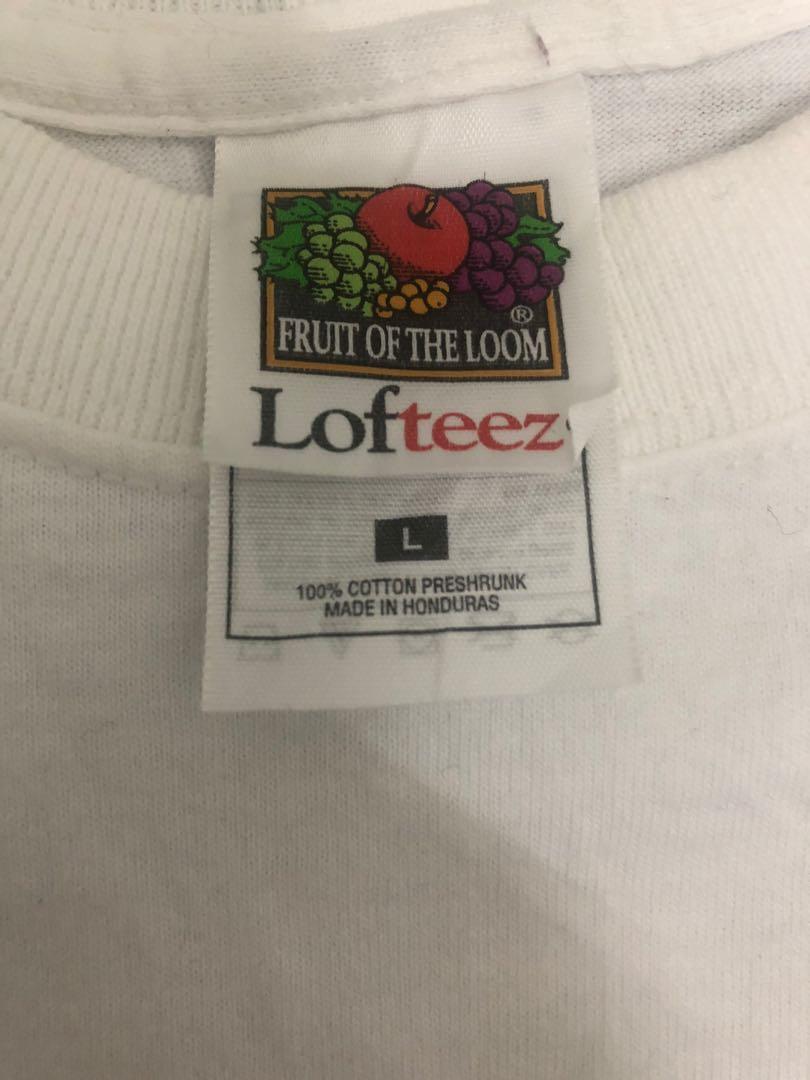 ®
FRUIT OF THE LOOM
Lofteez
L
100% COTTON PRESHRUNK
MADE IN HONDURAS